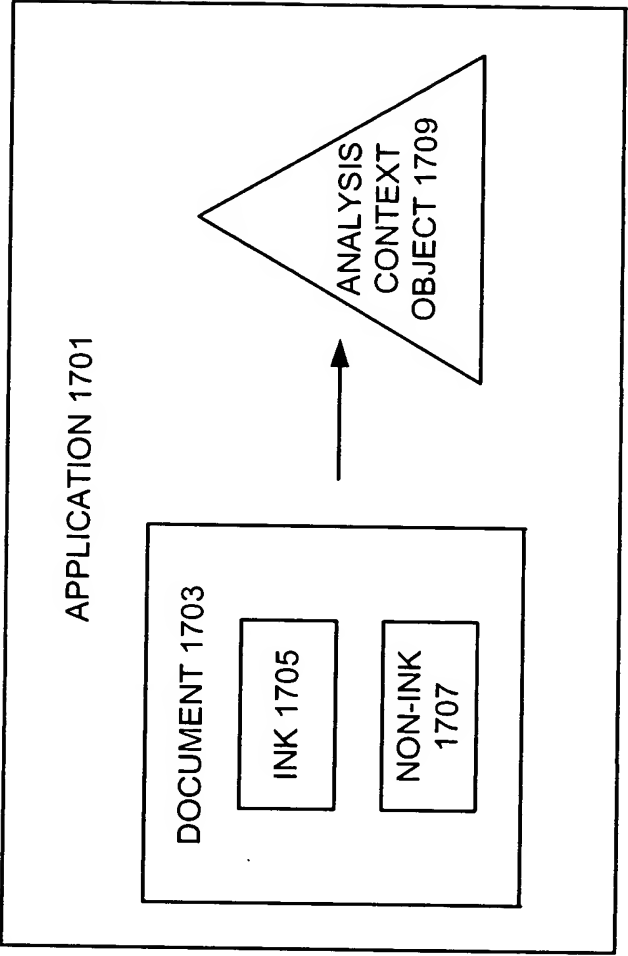 APPLICATION 1701
DOCUMENT 1703
INK 1705
NON-INK
1707
ANALYSIS
CONTEXT
OBJECT 1709